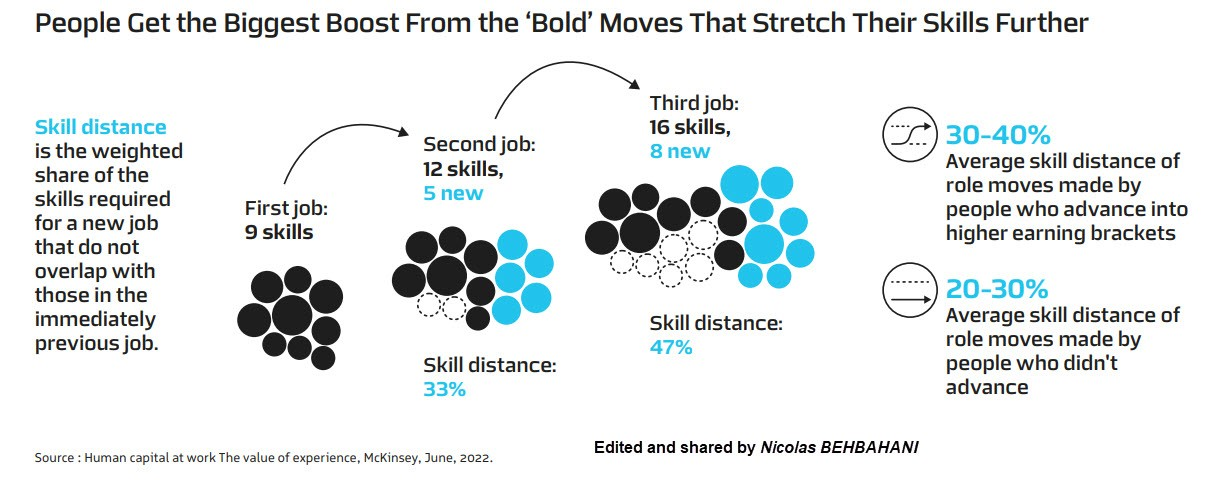 People Get the Biggest Boost From the ‘Bold’ Moves That Stretch Their Skills Further
Skill distance
is the weighted
share of the
skills required
for a new job
that do not
overlap with
those in the
immediately
previous job.
First job:
9 skills
Second job:
12 skills,
5 new
Skill distance:
33%
Third job:
16 skills,
8 new
Skill distance:
47%
30-40%
Average skill distance of
role moves made by
people who advance into
higher earning brackets
20-30%
Average skill distance of
role moves made by
people who didn't
advance
Source : Human capital at work The value of experience, McKinsey, June, 2022.
Edited and shared by Nicolas BEHBAHANI